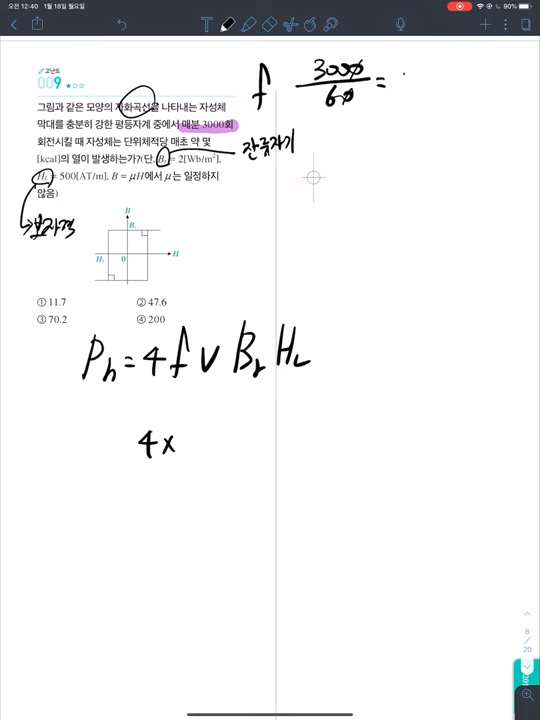 오전 12:40 1월 18일 월요일
90%
고난도
009 ★☆☆
그림과 같은 모양의 자화곡선을 나타내는 자성체
막대를 충분히 강한 평등자계 중에서 매분 3000회
회전시킬 때 자성체는 단위체적당 매초 약 몇
[kcal]의 열이 발생하는가?(단, Br = 2[Wb/m²],
HL = 500[AT/m], B = μH에서 μ는 일정하지
않음)
f 3000/60 =
잔류자기
보자력
B
Br
HL 0 H
① 11.7 ② 47.6
③ 70.2 ④ 200
Ph = 4 f v Br HL
4 x
8
/
20